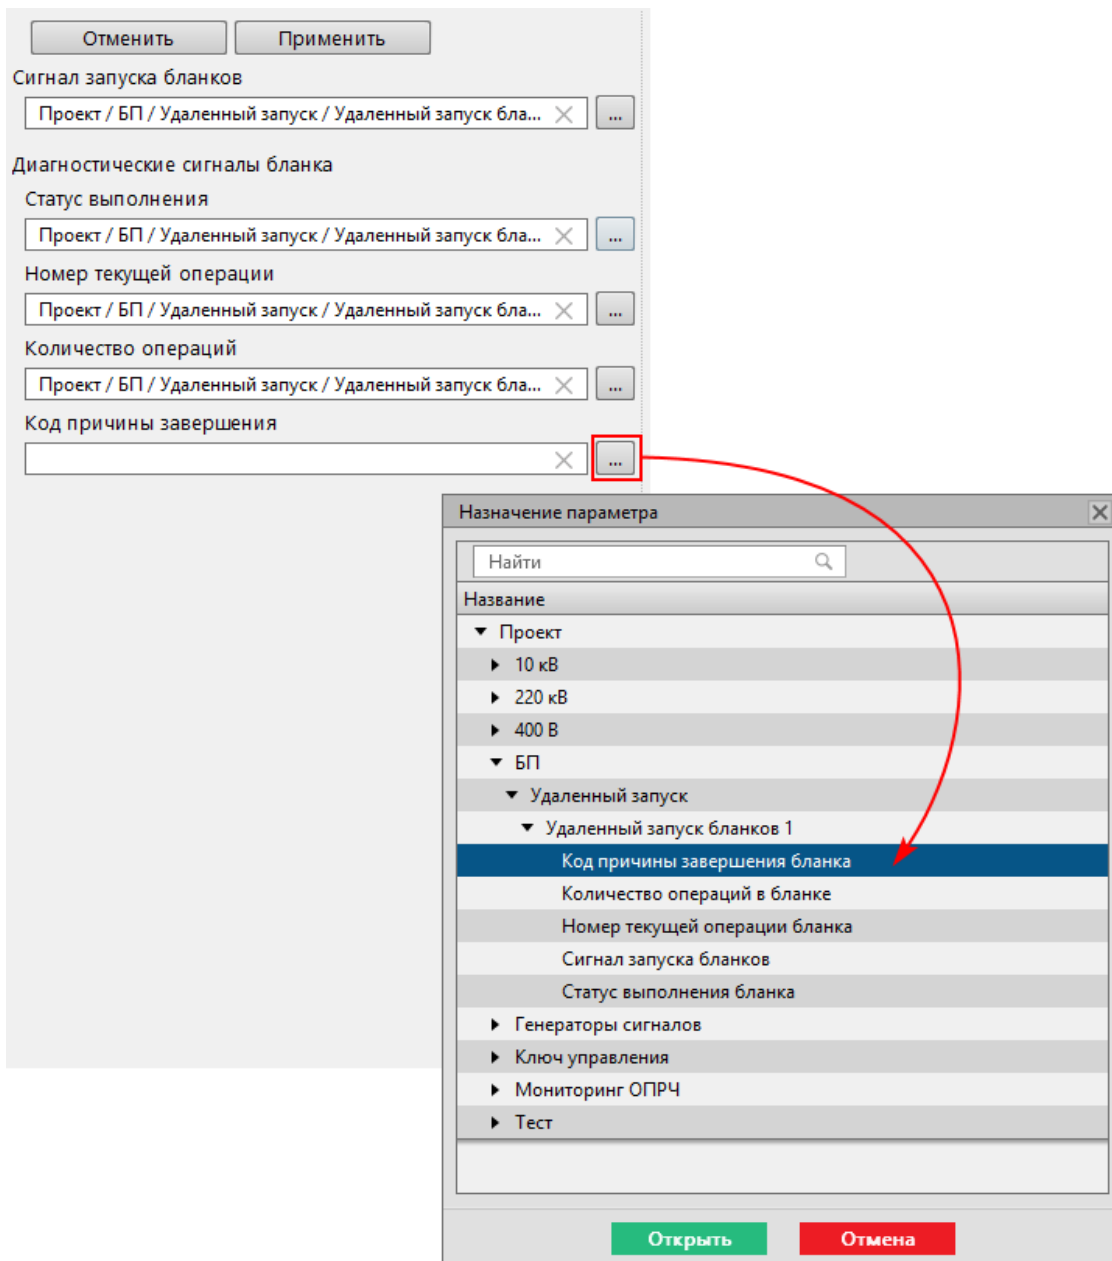 Отменить Применить
Сигнал запуска бланков
Проект / БП / Удаленный запуск / Удаленный запуск бла... ...
Диагностические сигналы бланка
Статус выполнения
Проект / БП / Удаленный запуск / Удаленный запуск бла... ...
Номер текущей операции
Проект / БП / Удаленный запуск / Удаленный запуск бла... ...
Количество операций
Проект / БП / Удаленный запуск / Удаленный запуск бла... ...
Код причины завершения
...
Назначение параметра
Найти
Название
Проект
10 кВ
220 кВ
400 В
БП
Удаленный запуск
Удаленный запуск бланков 1
Код причины завершения бланка
Количество операций в бланке
Номер текущей операции бланка
Сигнал запуска бланков
Статус выполнения бланка
Генераторы сигналов
Ключ управления
Мониторинг ОПРЧ
Тест
Открыть Отмена